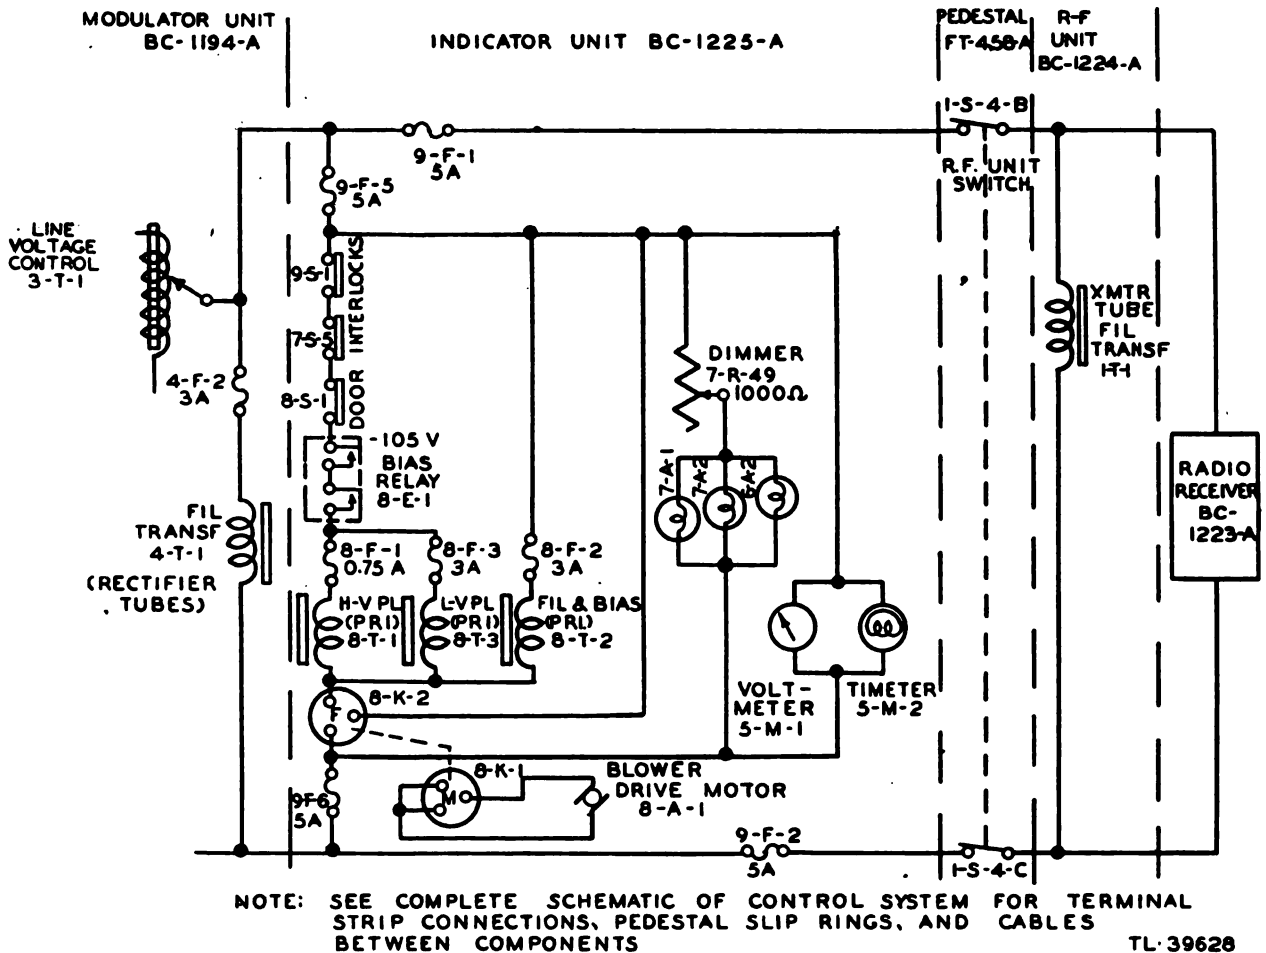 MODULATOR UNIT
BC-1194-A
INDICATOR UNIT BC-1225-A
PEDESTAL
FT-458-A
R-F
UNIT
BC-1224-A
1-S-4-B
9-F-1
5A
R.F. UNIT
SWITCH
9-F-5
5A
LINE
VOLTAGE
CONTROL
3-T-1
9-S-1
7-S-5
8-S-1
DOOR INTERLOCKS
XMTR
TUBE
FIL
TRANSF
1-T-1
DIMMER
7-R-49
1000Ω
4-F-2
3A
-105 V
BIAS
RELAY
8-E-1
7-A-1
7-A-2
6-A-2
RADIO
RECEIVER
BC-
1223-A
FIL
TRANSF
4-T-1
(RECTIFIER
TUBES)
8-F-1
0.75 A
8-F-3
3A
8-F-2
3A
H-V PL
(PRI)
8-T-1
L-V PL
(PRI)
8-T-3
FIL & BIAS
(PRI.)
8-T-2
8-K-2
F
VOLT-
METER
5-M-1
TIMETER
5-M-2
8-K-1
M
BLOWER
DRIVE MOTOR
8-A-1
9-F-6
5A
9-F-2
5A
1-S-4-C
NOTE: SEE COMPLETE SCHEMATIC OF CONTROL SYSTEM FOR TERMINAL
STRIP CONNECTIONS, PEDESTAL SLIP RINGS, AND CABLES
BETWEEN COMPONENTS
TL-39628